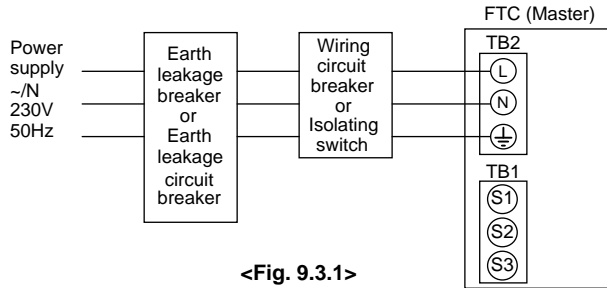 FTC (Master)
Power
supply
~/N
230V
50Hz
Earth
leakage
breaker
or
Earth
leakage
circuit
breaker
Wiring
circuit
breaker
or
Isolating
switch
TB2
L
N
TB1
S1
S2
S3
<Fig. 9.3.1>